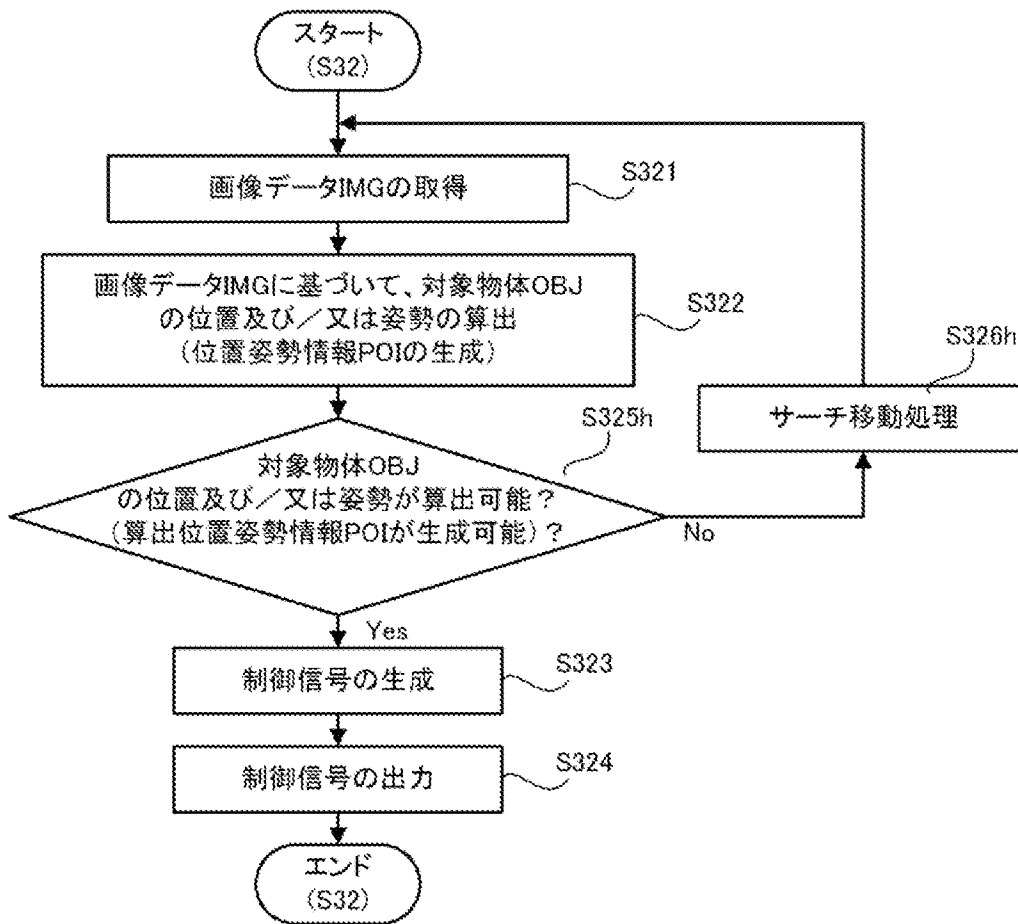 スタート
(S32)
S321
画像データIMGの取得
S322
画像データIMGに基づいて、対象物体OBJ
の位置及び／又は姿勢の算出
(位置姿勢情報POIの生成)
S326h
サーチ移動処理
S325h
対象物体OBJ
の位置及び／又は姿勢が算出可能？
(算出位置姿勢情報POIが生成可能)？
No
Yes
S323
制御信号の生成
S324
制御信号の出力
エンド
(S32)